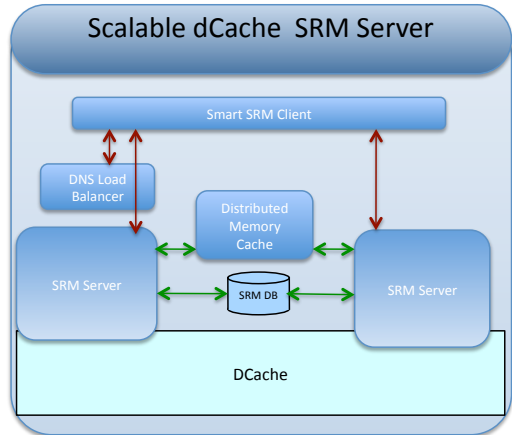 Scalable dCache SRM Server
Smart SRM Client
DNS Load
Balancer
Distributed
Memory
Cache
SRM Server
SRM DB
SRM Server
DCache